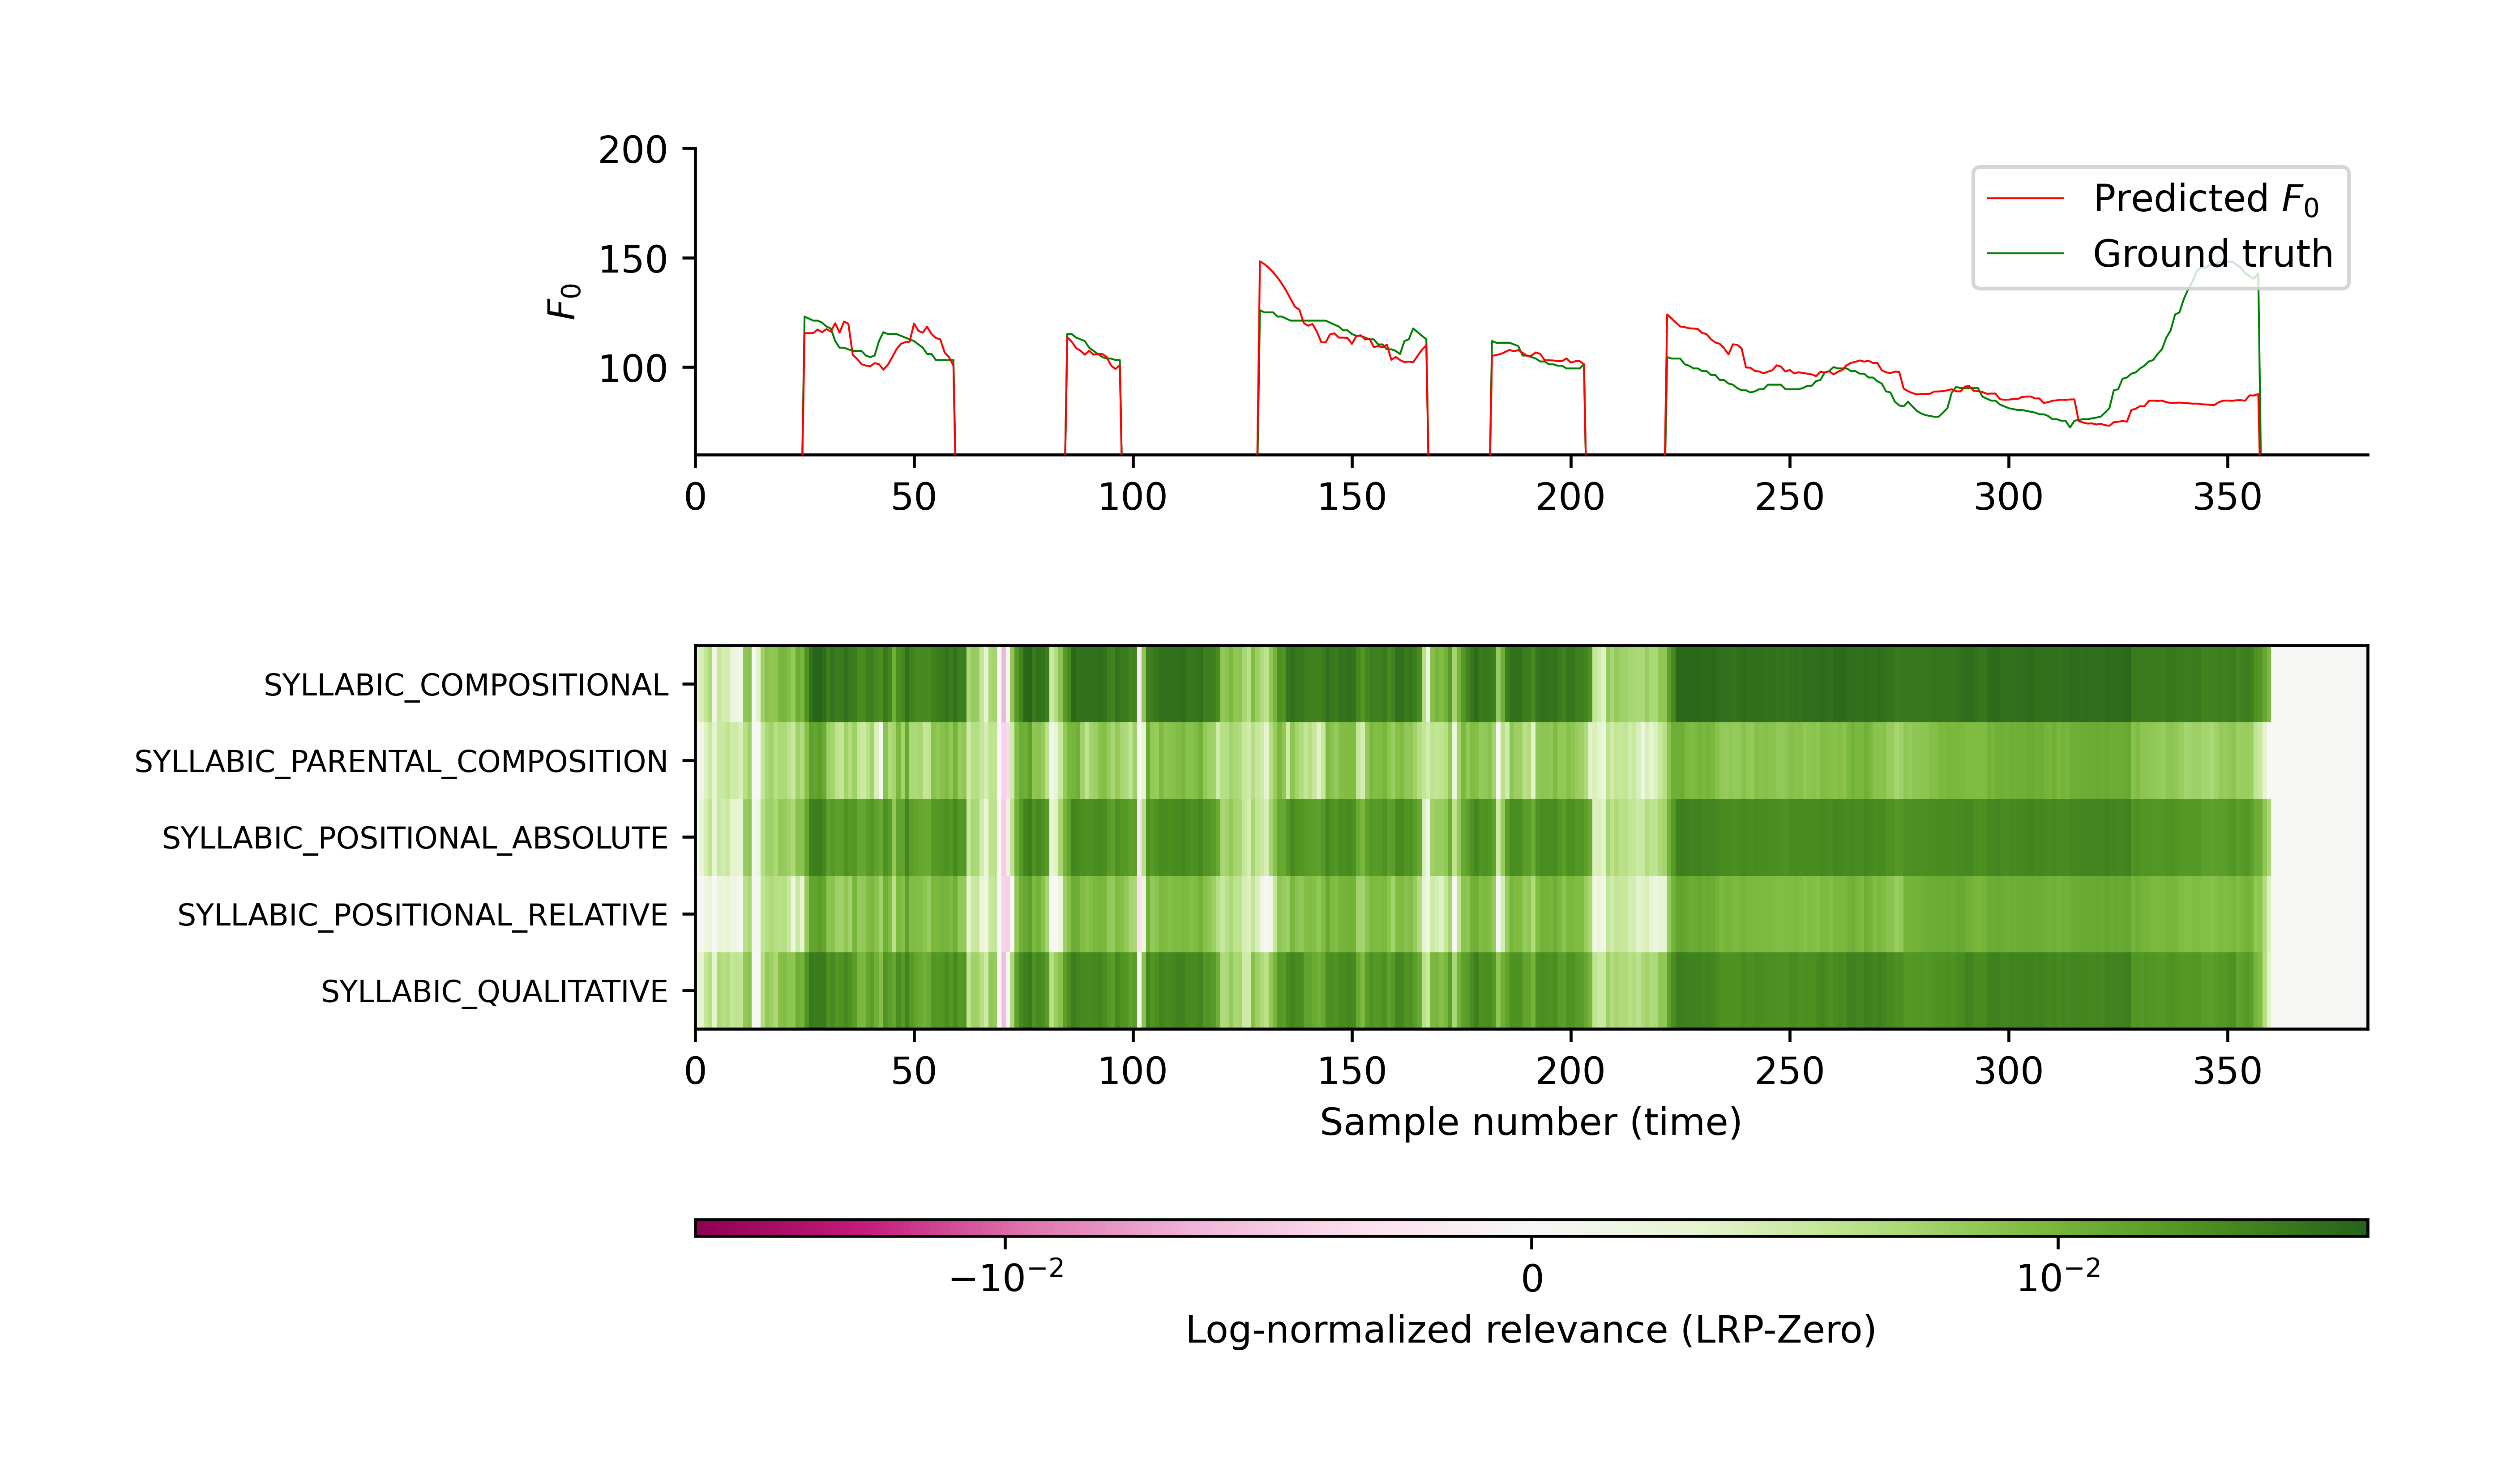 200
150
100
F₀
Predicted F₀
Ground truth
0 50 100 150 200 250 300 350
SYLLABIC_COMPOSITIONAL
SYLLABIC_PARENTAL_COMPOSITION
SYLLABIC_POSITIONAL_ABSOLUTE
SYLLABIC_POSITIONAL_RELATIVE
SYLLABIC_QUALITATIVE
0 50 100 150 200 250 300 350
Sample number (time)
−10⁻² 0 10⁻²
Log-normalized relevance (LRP-Zero)